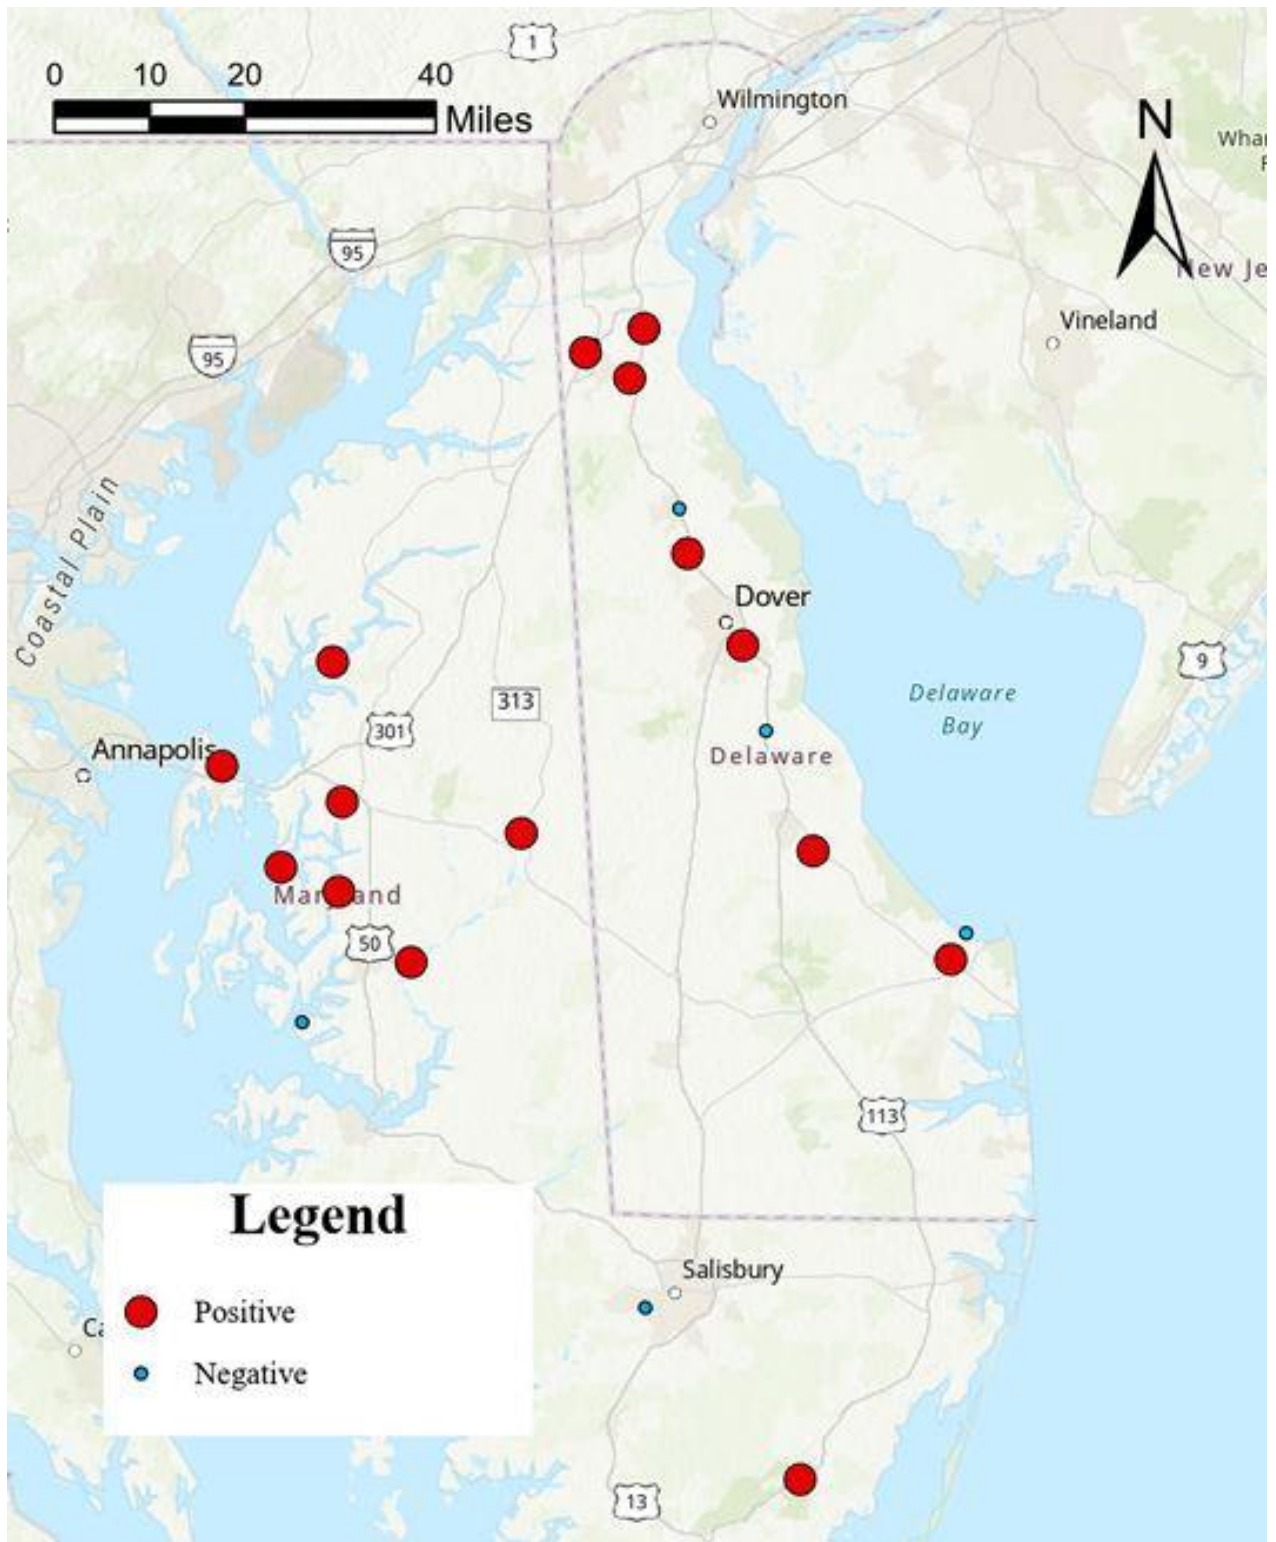 1
0 10 20 40
Miles
Wilmington
N
Whar
F
95
New Je
Vineland
95
Coastal Plain
Dover
9
Delaware
Bay
313
301
Annapolis
Delaware
Maryland
50
113
Legend
Salisbury
Positive
Ca
Negative
13